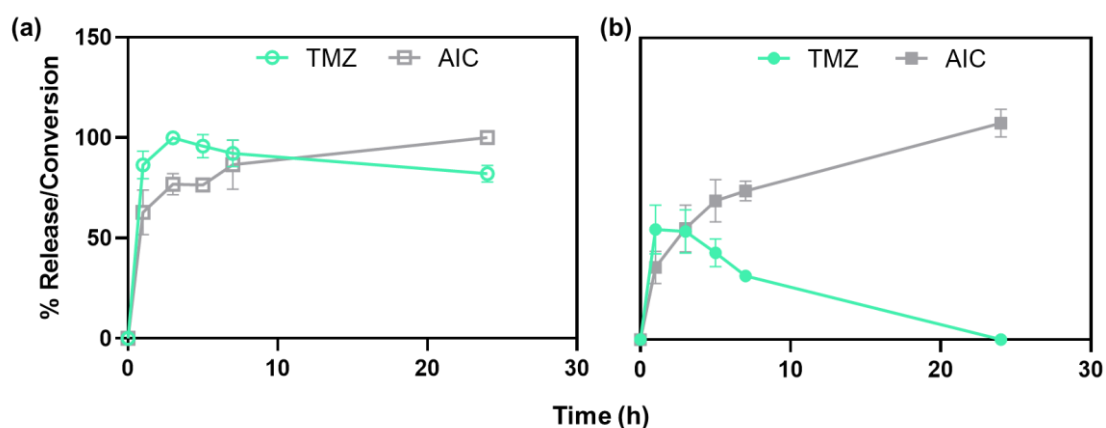 (a)
(b)
% Release/Conversion
150
100
50
0
TMZ AIC
0 10 20 30
TMZ AIC
0 10 20 30
Time (h)